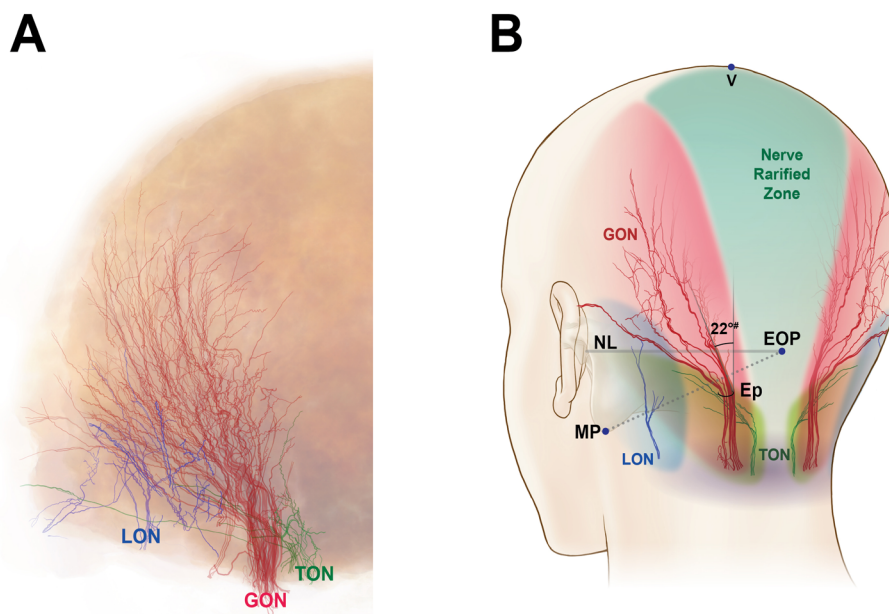 A
LON
TON
GON
B
V
Nerve
Rarified
Zone
GON
22°#
NL
EOP
Ep
MP
LON
TON